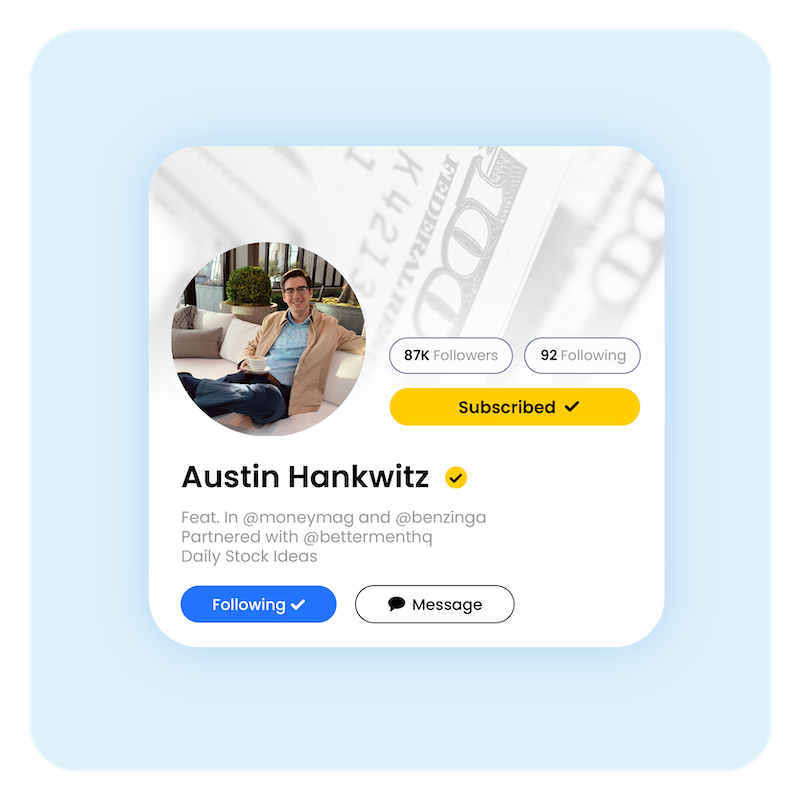 87K Followers
92 Following
Subscribed
Austin Hankwitz
Feat. In @moneymag and @benzinga
Partnered with @bettermenthq
Daily Stock Ideas
Following
Message